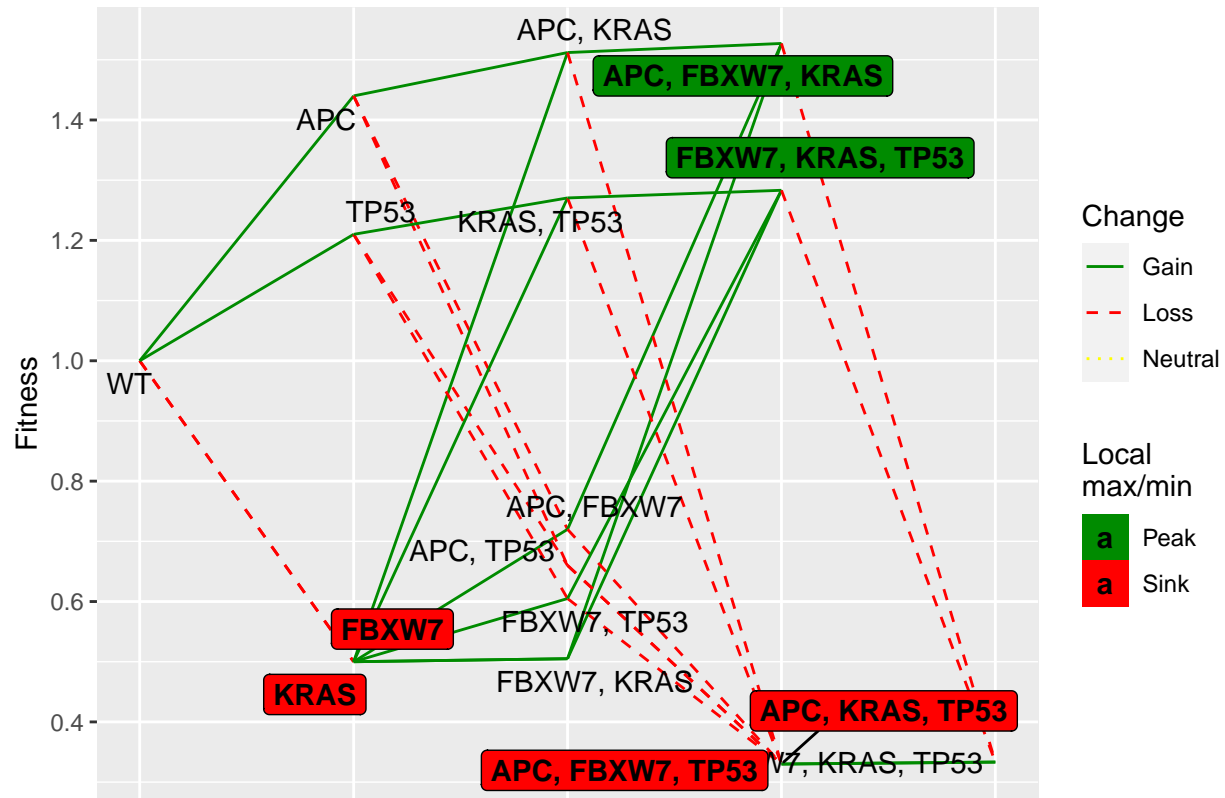 APC, KRAS
APC, FBXW7, KRAS
1.4
APC
FBXW7, KRAS, TP53
TP53
KRAS, TP53
1.2
Change
Gain
Loss
Neutral
1.0
WT
Fitness
0.8
APC, FBXW7
APC, TP53
Local
max/min
a Peak
a Sink
0.6
FBXW7
FBXW7, TP53
FBXW7, KRAS
KRAS
0.4
APC, KRAS, TP53
APC, FBXW7, TP53
7, KRAS, TP53